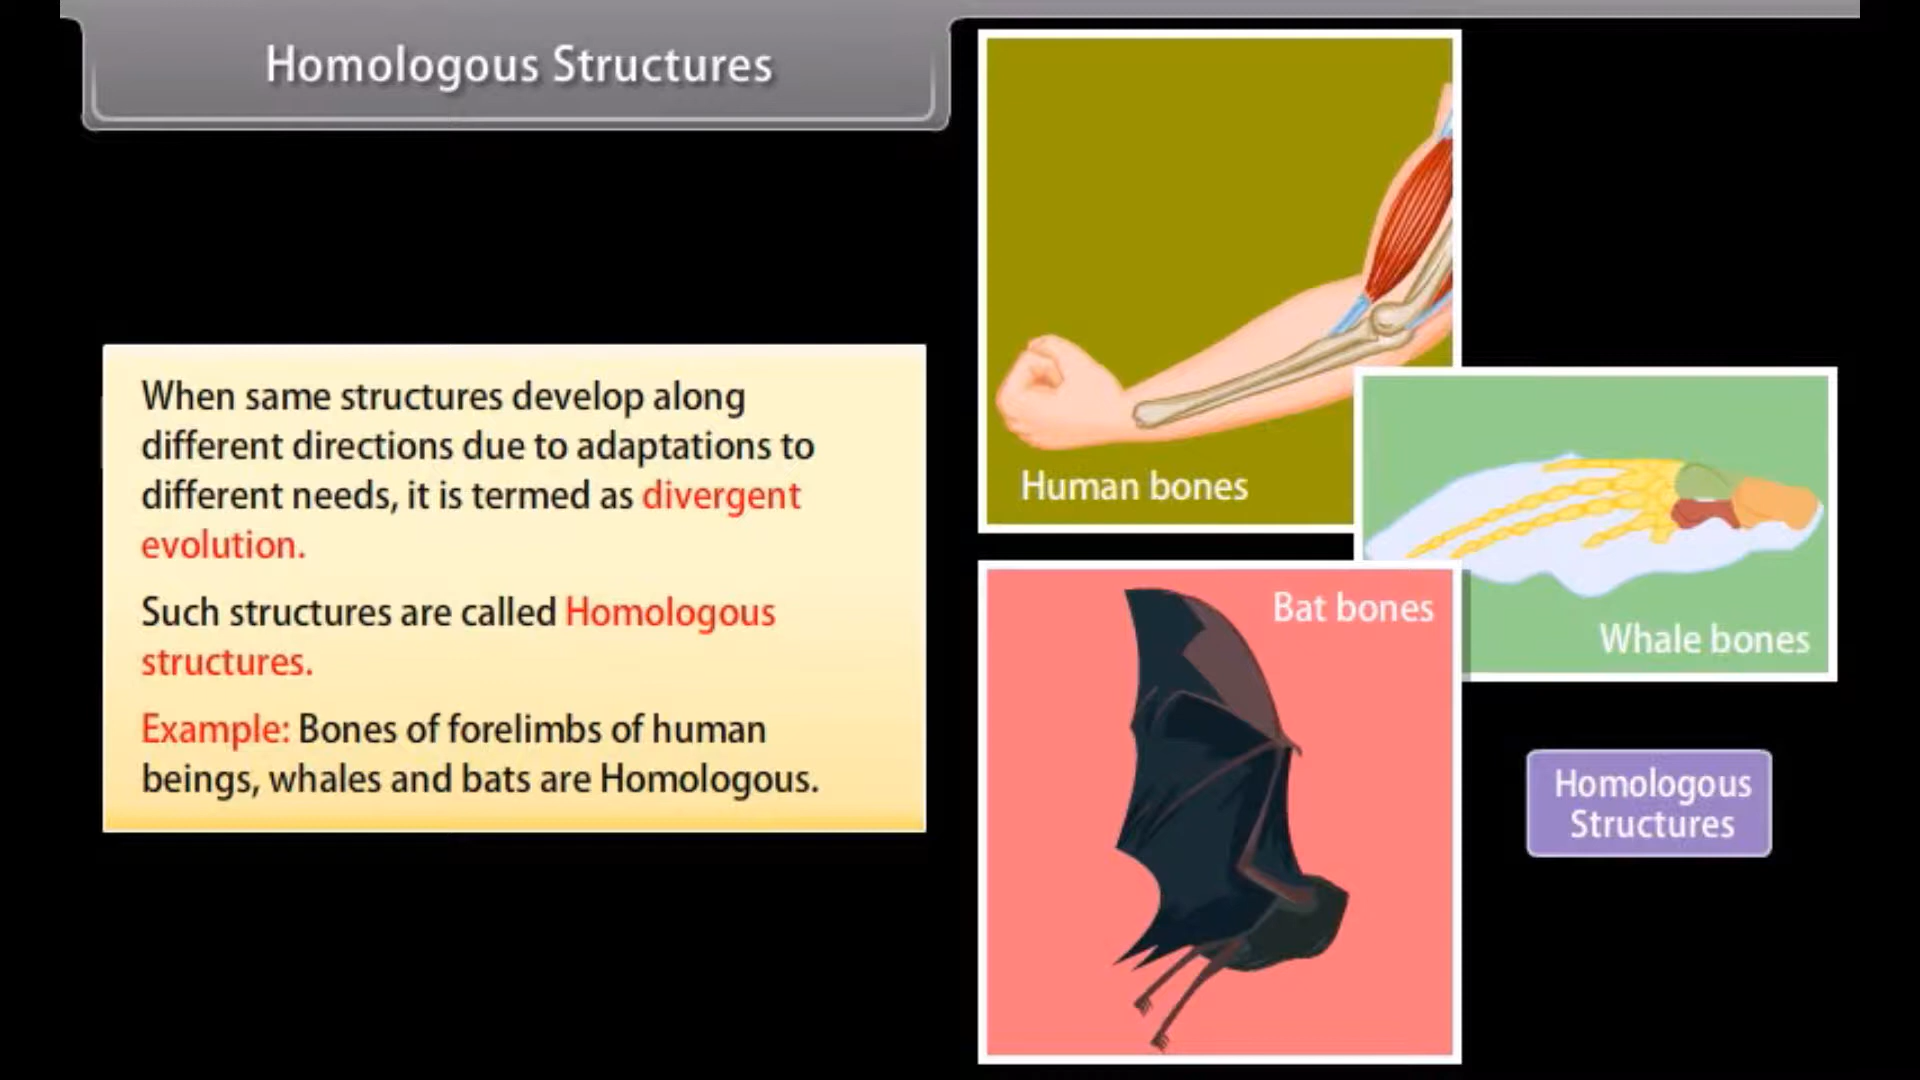 Homologous Structures
When same structures develop along
different directions due to adaptations to
different needs, it is termed as divergent
evolution.
Such structures are called Homologous
structures.
Example: Bones of forelimbs of human
beings, whales and bats are Homologous.
Human bones
Whale bones
Bat bones
Homologous
Structures